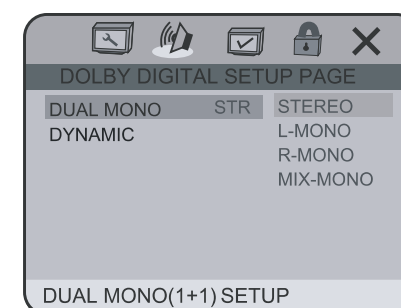 DOLBY DIGITAL SETUP PAGE
DUAL MONO STR STEREO
DYNAMIC L-MONO
R-MONO
MIX-MONO
DUAL MONO(1+1) SETUP